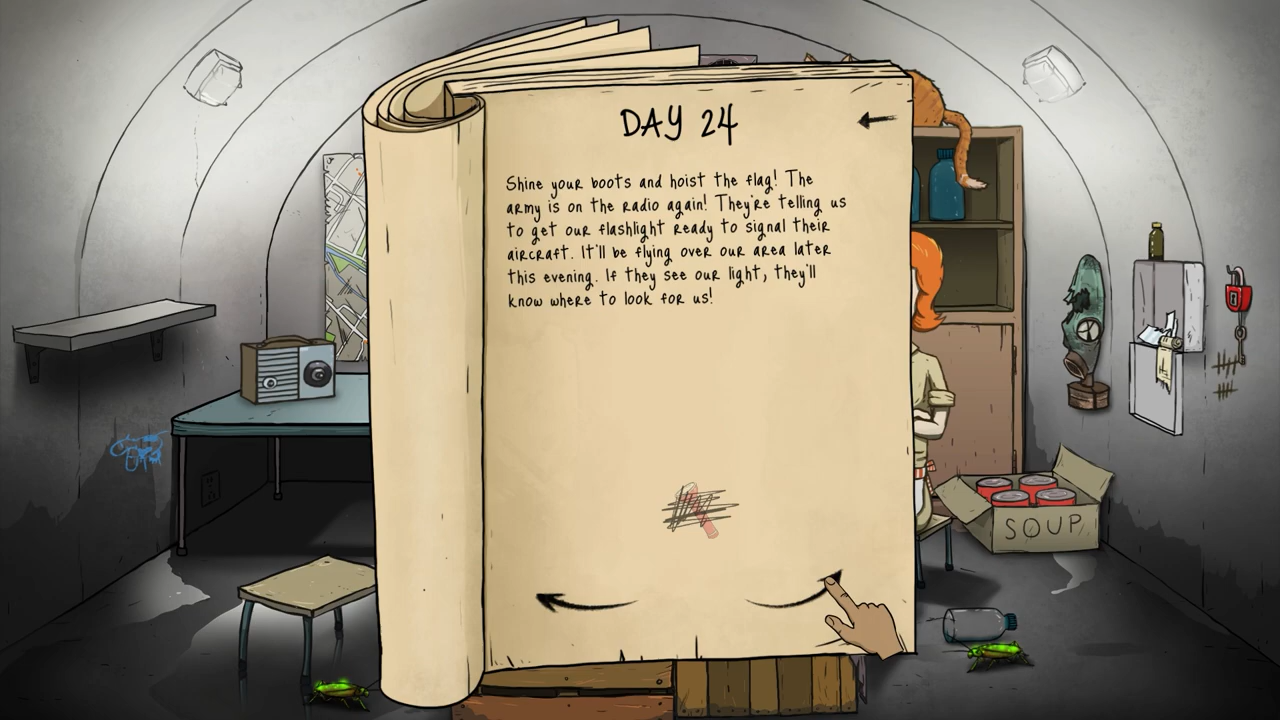 DAY 24
Shine your boots and hoist the flag! The
army is on the radio again! They're telling us
to get our flashlight ready to signal their
aircraft. It'll be flying over our area later
this evening. If they see our light, they'll
know where to look for us!
SOUP